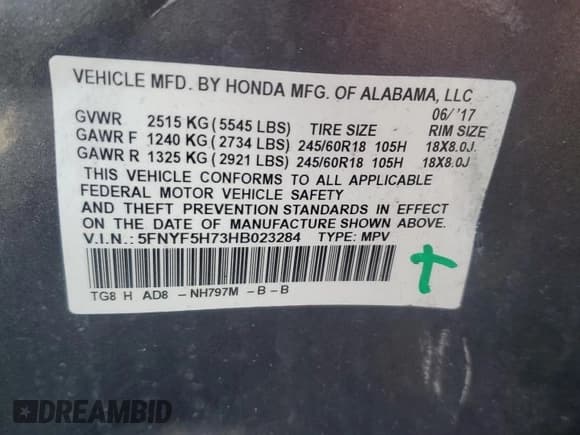 VEHICLE MFD. BY HONDA MFG. OF ALABAMA, LLC
06/ '17
GVWR 2515 KG (5545 LBS) TIRE SIZE RIM SIZE
GAWR F 1240 KG (2734 LBS) 245/60R18 105H 18X8.0J
GAWR R 1325 KG (2921 LBS) 245/60R18 105H 18X8.0J
THIS VEHICLE CONFORMS TO ALL APPLICABLE
FEDERAL MOTOR VEHICLE SAFETY
AND THEFT PREVENTION STANDARDS IN EFFECT
ON THE DATE OF MANUFACTURE SHOWN ABOVE.
V.I.N.: 5FNYF5H73HB023284 TYPE: MPV
TG8 H AD8 - NH797M - B - B
DREAMBID